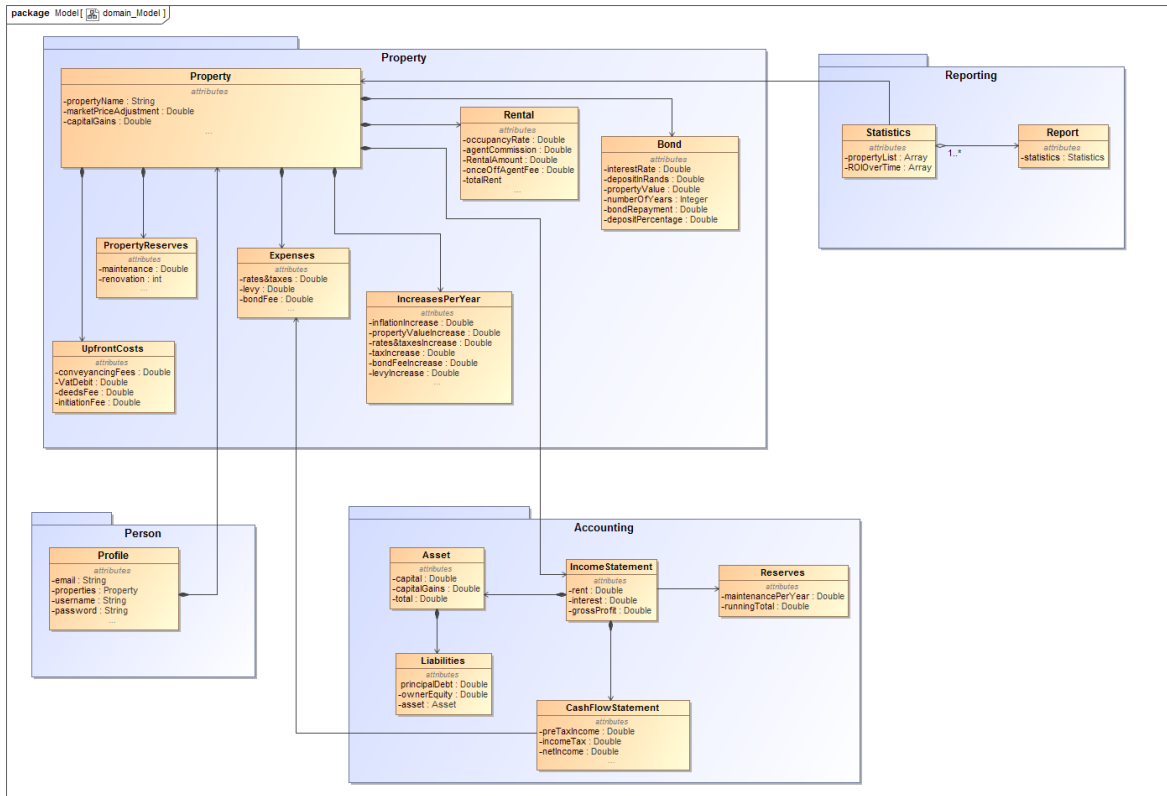 package Model[ domain_Model ]
Property
Property
attributes
-propertyName : String
-marketPriceAdjustment : Double
-capitalGains : Double
...
Rental
attributes
-occupancyRate : Double
-agentCommission : Double
-RentalAmount : Double
-onceOffAgentFee : Double
-totalRent
...
Bond
attributes
-interestRate : Double
-depositInRands : Double
-propertyValue : Double
-numberOfYears : Integer
-bondRepayment : Double
-depositPercentage : Double
PropertyReserves
attributes
-maintenance : Double
-renovation : int
...
Expenses
attributes
-rates&taxes : Double
-levy : Double
-bondFee : Double
...
IncreasesPerYear
attributes
-inflationIncrease : Double
-propertyValueIncrease : Double
-rates&taxesIncrease : Double
-taxIncrease : Double
-bondFeeIncrease : Double
-levyIncrease : Double
...
UpfrontCosts
attributes
-conveyancingFees : Double
-VatDebit : Double
-deedsFee : Double
-initiationFee : Double
Reporting
Statistics
attributes
-propertyList : Array
-ROIOverTime : Array
1..*
Report
attributes
-statistics : Statistics
Person
Profile
attributes
-email : String
-properties : Property
-username : String
-password : String
...
Accounting
Asset
attributes
-capital : Double
-capitalGains : Double
-total : Double
IncomeStatement
attributes
-rent : Double
-interest : Double
-grossProfit : Double
Reserves
attributes
-maintenancePerYear : Double
-runningTotal : Double
Liabilities
attributes
principalDebt : Double
-ownerEquity : Double
-asset : Asset
CashFlowStatement
attributes
-preTaxIncome : Double
-incomeTax : Double
-netIncome : Double
...